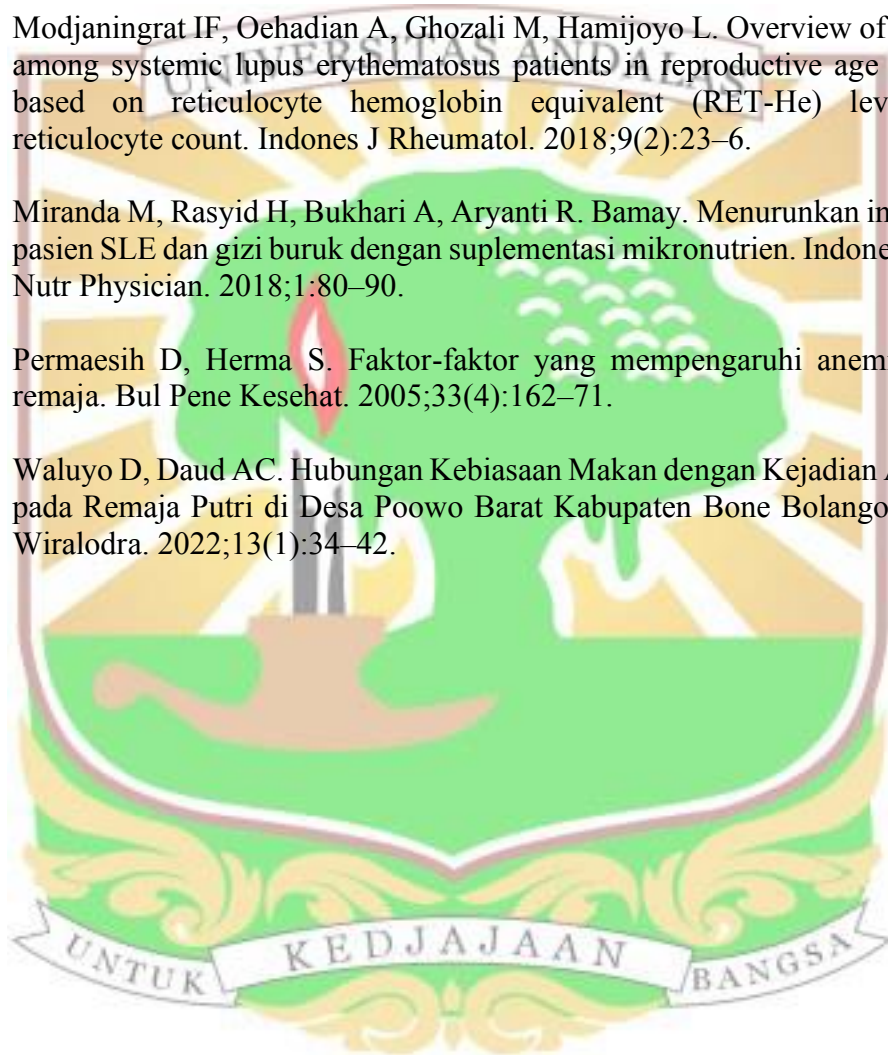 Modjaningrat IF, Oehadian A, Ghozali M, Hamijoyo L. Overview of
among systemic lupus erythematosus patients in reproductive age
based on reticulocyte hemoglobin equivalent (RET-He)
reticulocyte count. Indones J Rheumatol. 2018;9(2):23–6.
UNIVERSITAS ANDALAS
Miranda M, Rasyid H, Bukhari A, Aryanti R. Bamay. Menurunkan
pasien SLE dan gizi buruk dengan suplementasi mikronutrien.
Nutr Physician. 2018;1:80–90.
Permaesih D, Herma S. Faktor-faktor yang mempengaruhi
remaja. Bul Pene Kesehat. 2005;33(4):162–71.
Waluyo D, Daud AC. Hubungan Kebiasaan Makan dengan Kejadian
pada Remaja Putri di Desa Poowo Barat Kabupaten Bone Bolango
Wiralodra. 2022;13(1):34–42.
UNTUK KEDJAJAAN BANGSA